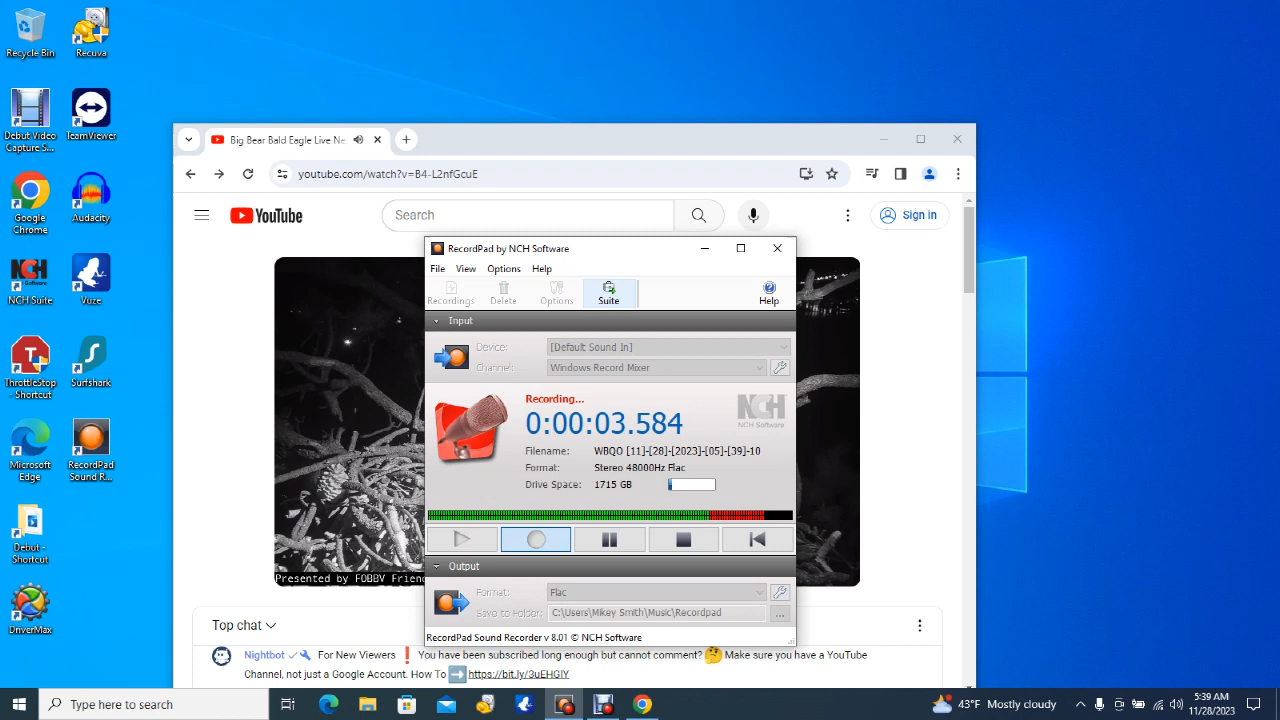 Recycle Bin
Recuva
Debut Video
Capture S...
TeamViewer
Google
Chrome
Audacity
NCH
Software
NCH Suite
Vuze
ThrottleStop
- Shortcut
Surfshark
Microsoft
Edge
RecordPad
Sound R...
Debut -
Shortcut
DriverMax
Big Bear Bald Eagle Live Ne
youtube.com/watch?v=B4-L2nfGcuE
YouTube
Search
Sign in
RecordPad by NCH Software
File View Options Help
Recordings Delete Options Suite Help
Input
Device: [Default Sound In]
Channel: Windows Record Mixer
Recording...
0:00:03.584
NCH
NCH Software
Filename: WBQO [11]-[28]-[2023]-[05]-[39]-10
Format: Stereo 48000Hz Flac
Drive Space: 1715 GB
Output
Format: Flac
Save to Folder: C:\Users\Mikey Smith\Music\Recordpad
...
RecordPad Sound Recorder v 8.01 © NCH Software
Presented by FOBBV Frien
Top chat
Nightbot For New Viewers ❗ You have been subscribed long enough but cannot comment? 🤔 Make sure you have a YouTube
Channel, not just a Google Account. How To ➡ https://bit.ly/3uEHGIY
Type here to search
43°F Mostly cloudy
5:39 AM
11/28/2023